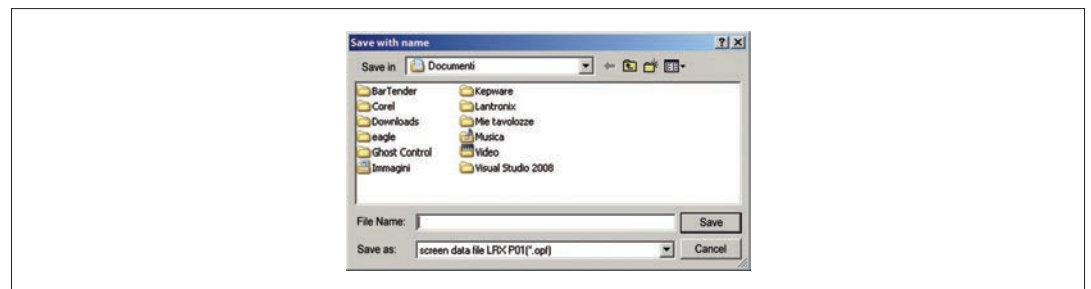 Save with name
Save in Documenti
BarTender
Corel
Downloads
eagle
Ghost Control
Immagini
Kepware
Lantronix
Mie tavolozze
Musica
Video
Visual Studio 2008
File Name:
Save
Save as: screen data file LRX P01(*.opf)
Cancel